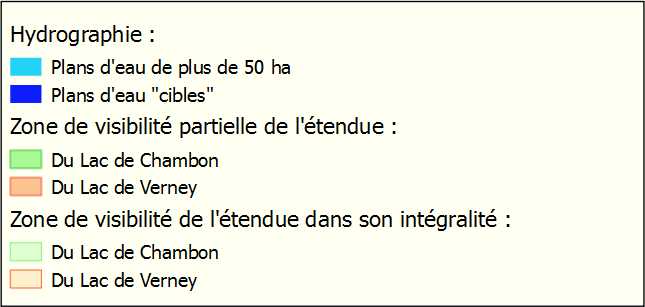 Hydrographie :
Plans d'eau de plus de 50 ha
Plans d'eau "cibles"
Zone de visibilité partielle de l'étendue :
Du Lac de Chambon
Du Lac de Verney
Zone de visibilité de l'étendue dans son intégralité :
Du Lac de Chambon
Du Lac de Verney